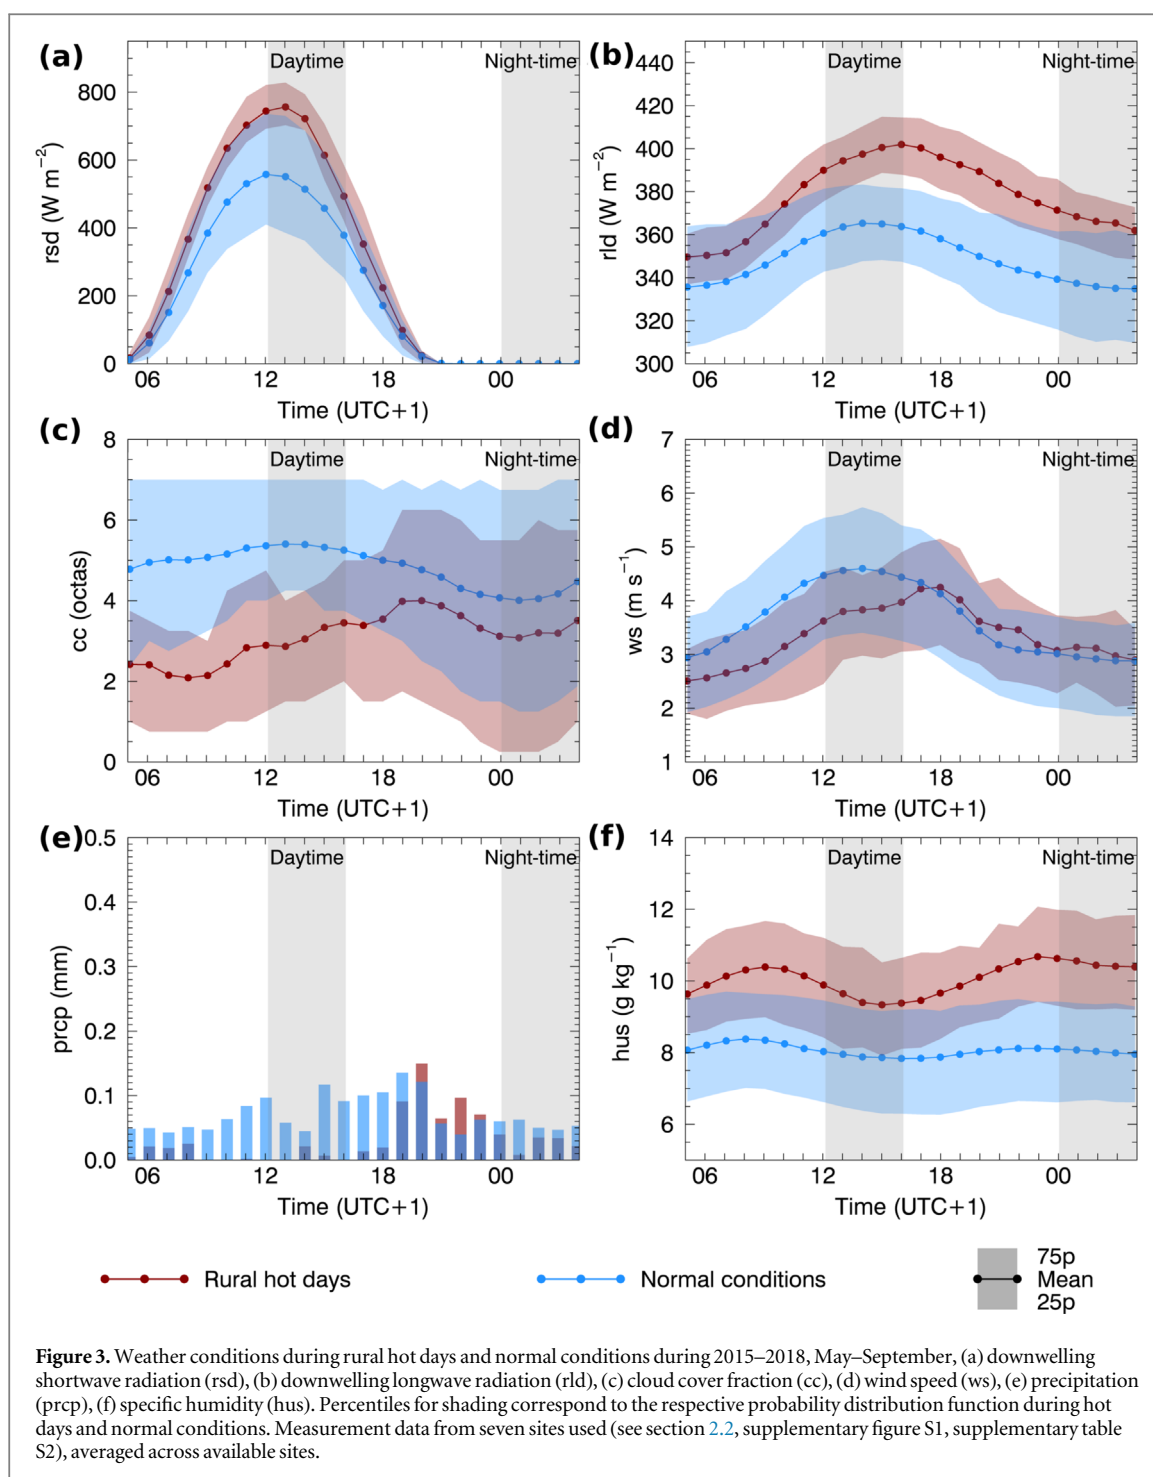 (a)
Daytime
Night-time
800
600
400
200
0
rsd (W m−2)
06
12
18
00
Time (UTC+1)
(b)
Daytime
Night-time
440
420
400
380
360
340
320
300
rld (W m−2)
06
12
18
00
Time (UTC+1)
(c)
Daytime
Night-time
8
6
4
2
0
cc (octas)
06
12
18
00
Time (UTC+1)
(d)
Daytime
Night-time
7
6
5
4
3
2
1
ws (m s−1)
06
12
18
00
Time (UTC+1)
(e)
Daytime
Night-time
0.5
0.4
0.3
0.2
0.1
0.0
prcp (mm)
06
12
18
00
Time (UTC+1)
(f)
Daytime
Night-time
14
12
10
8
6
hus (g kg−1)
06
12
18
00
Time (UTC+1)
Rural hot days
Normal conditions
75p
Mean
25p
Figure 3. Weather conditions during rural hot days and normal conditions during 2015–2018, May–September, (a) downwelling
shortwave radiation (rsd), (b) downwelling longwave radiation (rld), (c) cloud cover fraction (cc), (d) wind speed (ws), (e) precipitation
(prcp), (f) specific humidity (hus). Percentiles for shading correspond to the respective probability distribution function during hot
days and normal conditions. Measurement data from seven sites used (see section 2.2, supplementary figure S1, supplementary table
S2), averaged across available sites.